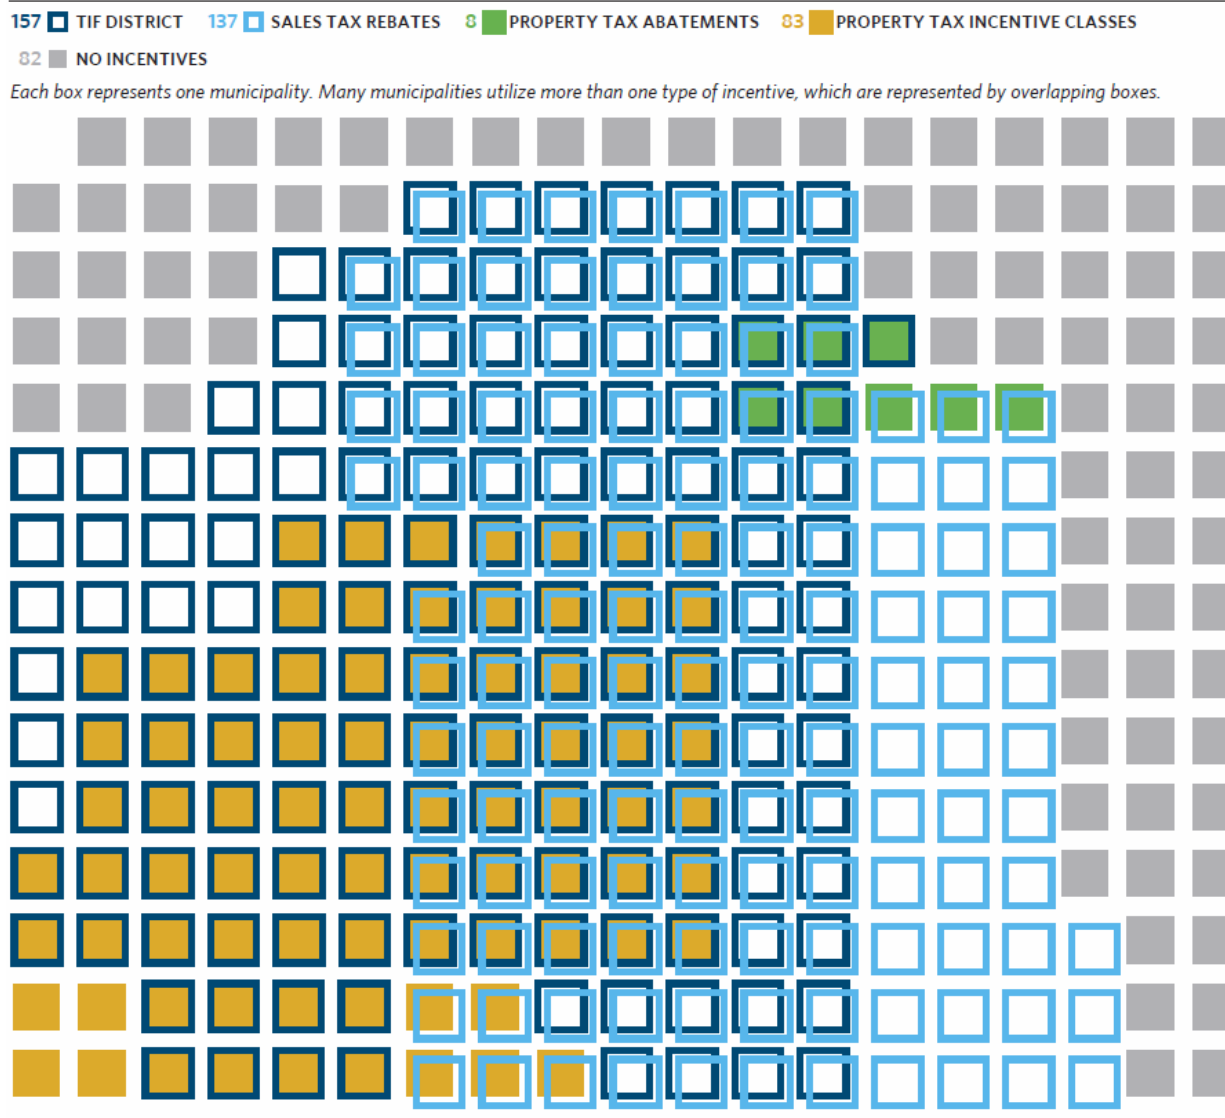 157 TIF DISTRICT 137 SALES TAX REBATES 8 PROPERTY TAX ABATEMENTS 83 PROPERTY TAX INCENTIVE CLASSES
82 NO INCENTIVES
Each box represents one municipality. Many municipalities utilize more than one type of incentive, which are represented by overlapping boxes.